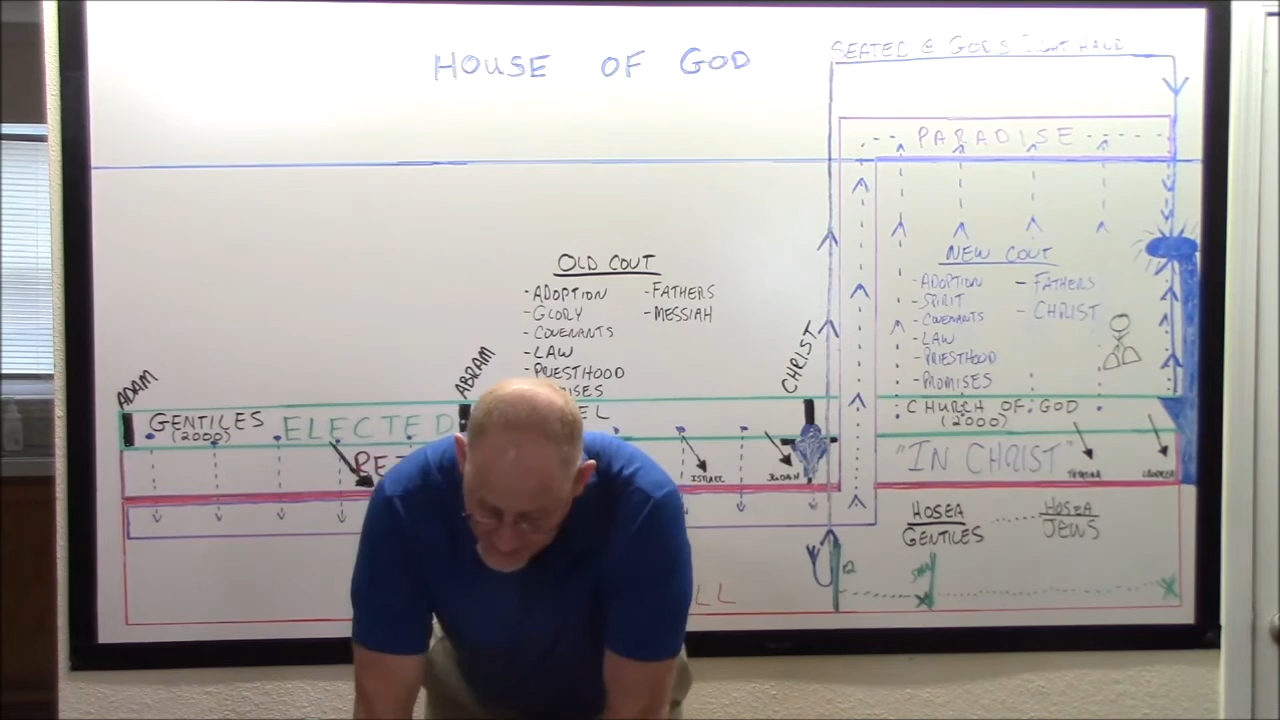 HOUSE OF GOD
SEATED @ GOD'S RIGHT HAND
PARADISE
OLD COVT
-ADOPTION
-GLORY
-COVENANTS
-LAW
-PRIESTHOOD
-FATHERS
-MESSIAH
NEW COVT
-ADOPTION
-SPIRIT
-COVENANTS
-LAW
-PRIESTHOOD
-PROMISES
-FATHERS
-CHRIST
ADAM
ABRAM
CHRIST
GENTILES
(2000)
ELECTED
CHURCH OF GOD
(2000)
"IN CHRIST"
ISRAEL
JUDAH
HOSEA
GENTILES
HOSEA
JEWS